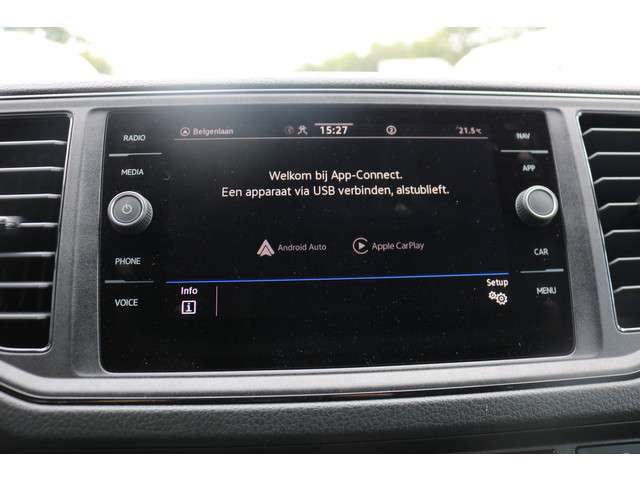 RADIO
MEDIA
PHONE
VOICE
Belgenlaan 15:27 2 21.5°C
Welkom bij App-Connect.
Een apparaat via USB verbinden, alstublieft.
Android Auto Apple CarPlay
Info Setup
NAV
APP
CAR
MENU